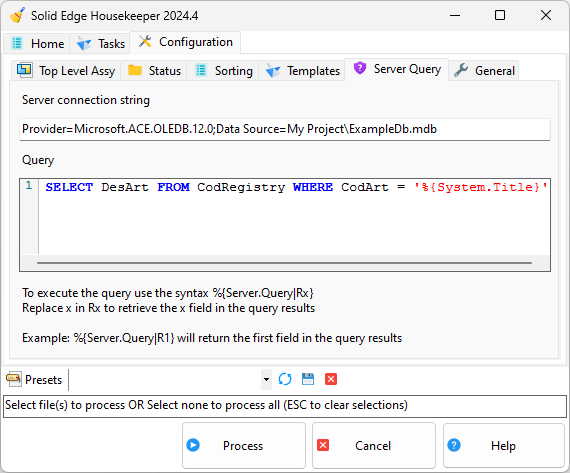 Solid Edge Housekeeper 2024.4
Home Tasks Configuration
Top Level Assy Status Sorting Templates Server Query General
Server connection string
Provider=Microsoft.ACE.OLEDB.12.0;Data Source=My Project\ExampleDb.mdb
Query
1 SELECT DesArt FROM CodRegistry WHERE CodArt = '%{System.Title}'
To execute the query use the syntax %{Server.Query|Rx}
Replace x in Rx to retrieve the x field in the query results
Example: %{Server.Query|R1} will return the first field in the query results
Presets
Select file(s) to process OR Select none to process all (ESC to clear selections)
Process Cancel Help